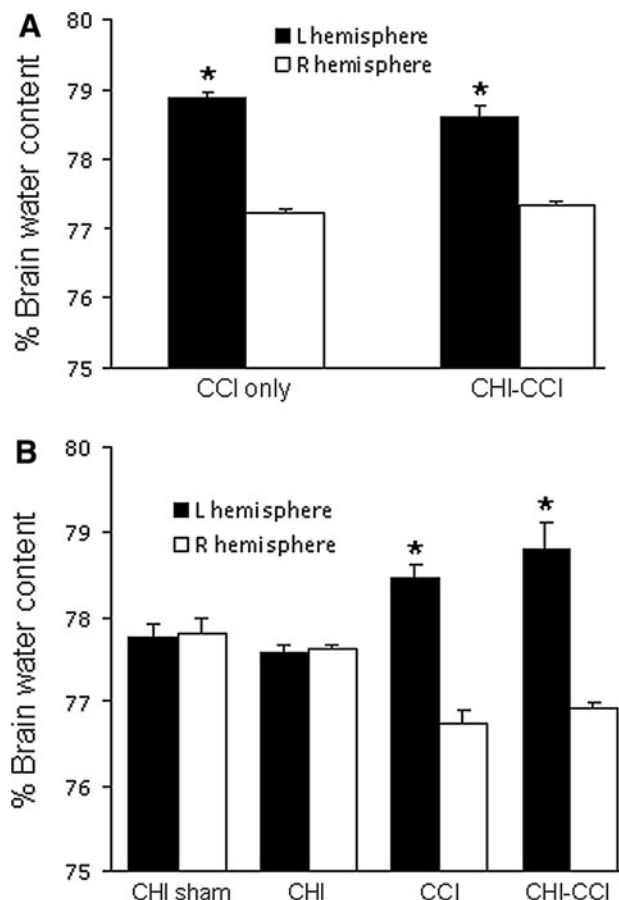 A
80
79
78
77
76
75
% Brain water content
L hemisphere
R hemisphere
*
*
CCI only
CHI-CCI
B
80
79
78
77
76
75
% Brain water content
L hemisphere
R hemisphere
*
*
CHI sham
CHI
CCI
CHI-CCI